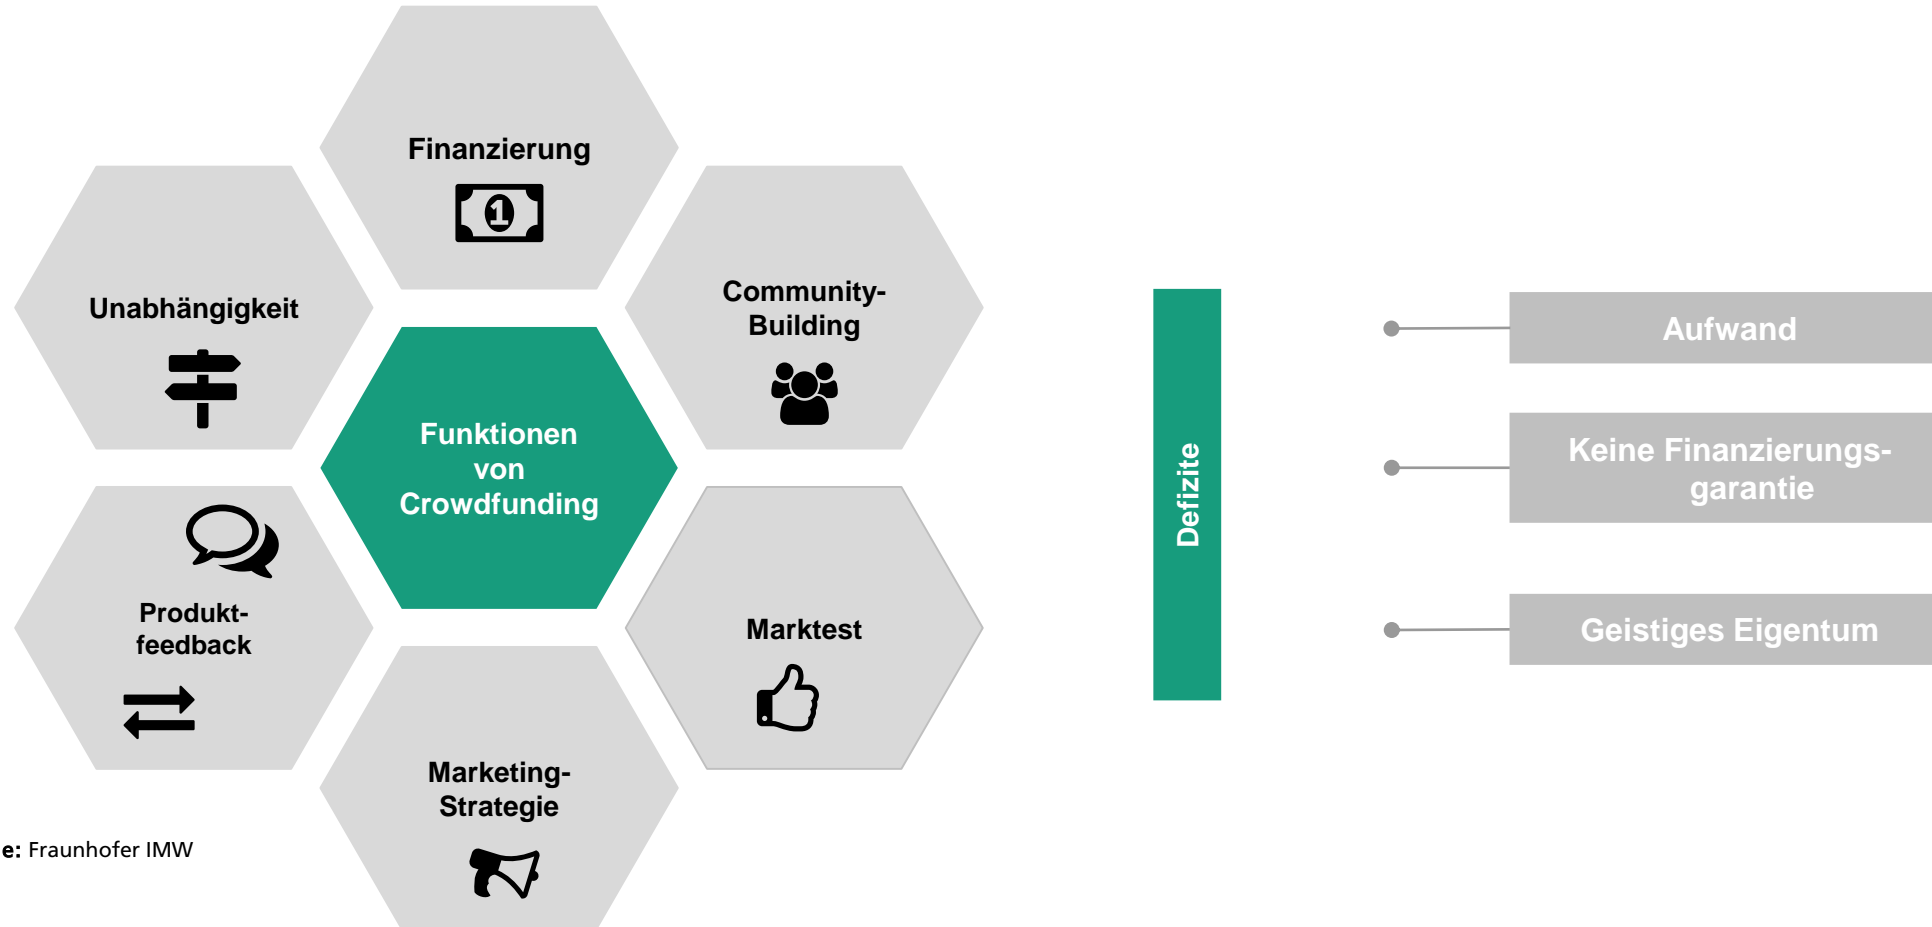 Finanzierung
Unabhängigkeit
Community-
Building
Funktionen
von
Crowdfunding
Produkt-
feedback
Marktest
Marketing-
Strategie
e: Fraunhofer IMW
Defizite
Aufwand
Keine Finanzierungs-
garantie
Geistiges Eigentum